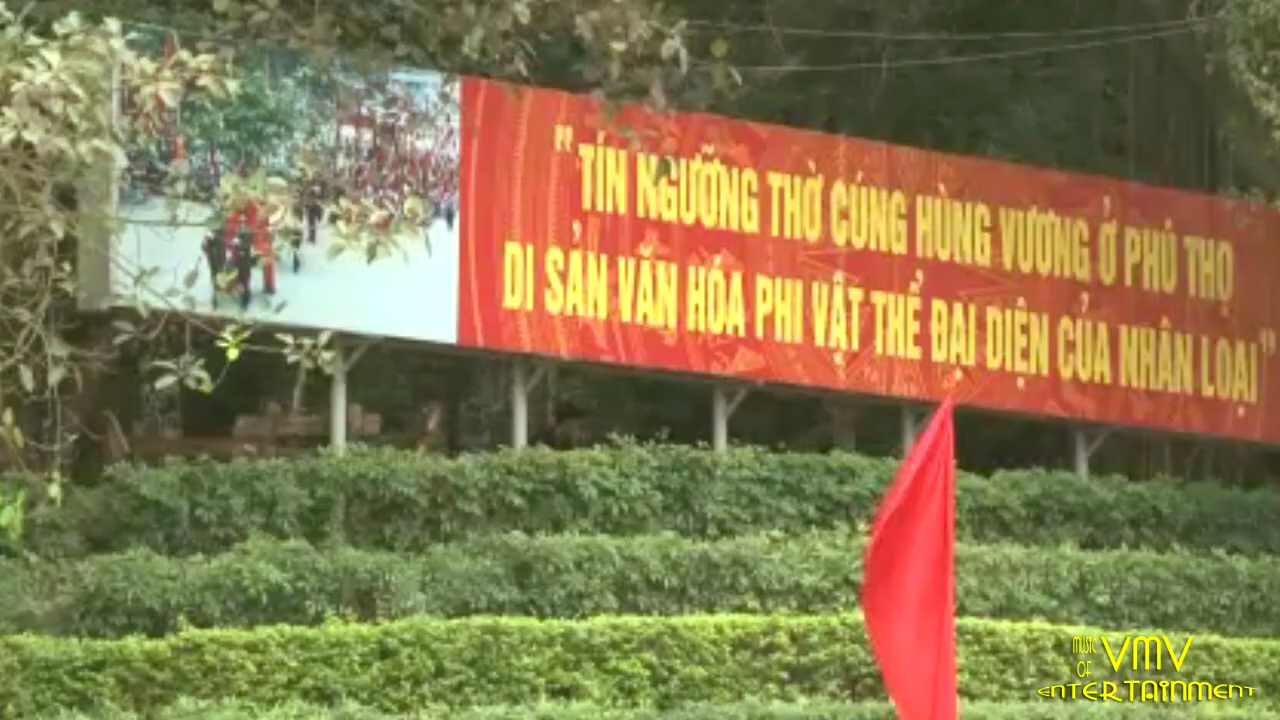 "TÍN NGƯỠNG THỜ CÚNG HÙNG VƯƠNG Ở PHÚ THỌ
DI SẢN VĂN HÓA PHI VẬT THỂ ĐẠI DIỆN CỦA NHÂN LOẠI"
MUSIC OF VMV
ENTERTAINMENT